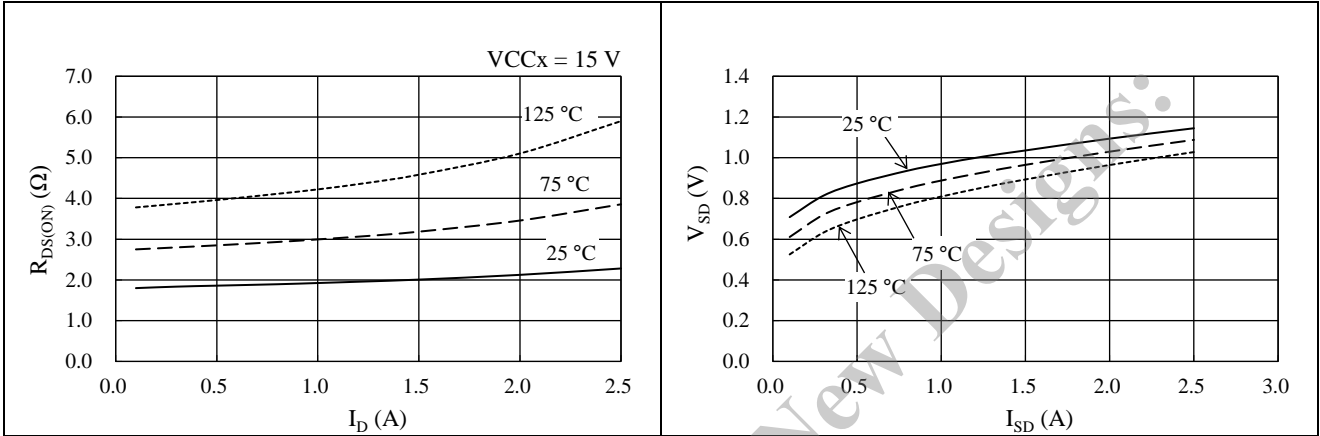 VCCx = 15 V
7.0
6.0
5.0
4.0
3.0
2.0
1.0
0.0
R_DS(ON) (Ω)
125 °C
75 °C
25 °C
0.0 0.5 1.0 1.5 2.0 2.5
I_D (A)
1.4
1.2
1.0
0.8
0.6
0.4
0.2
0.0
V_SD (V)
25 °C
75 °C
125 °C
0.0 0.5 1.0 1.5 2.0 2.5 3.0
I_SD (A)
New Designs: